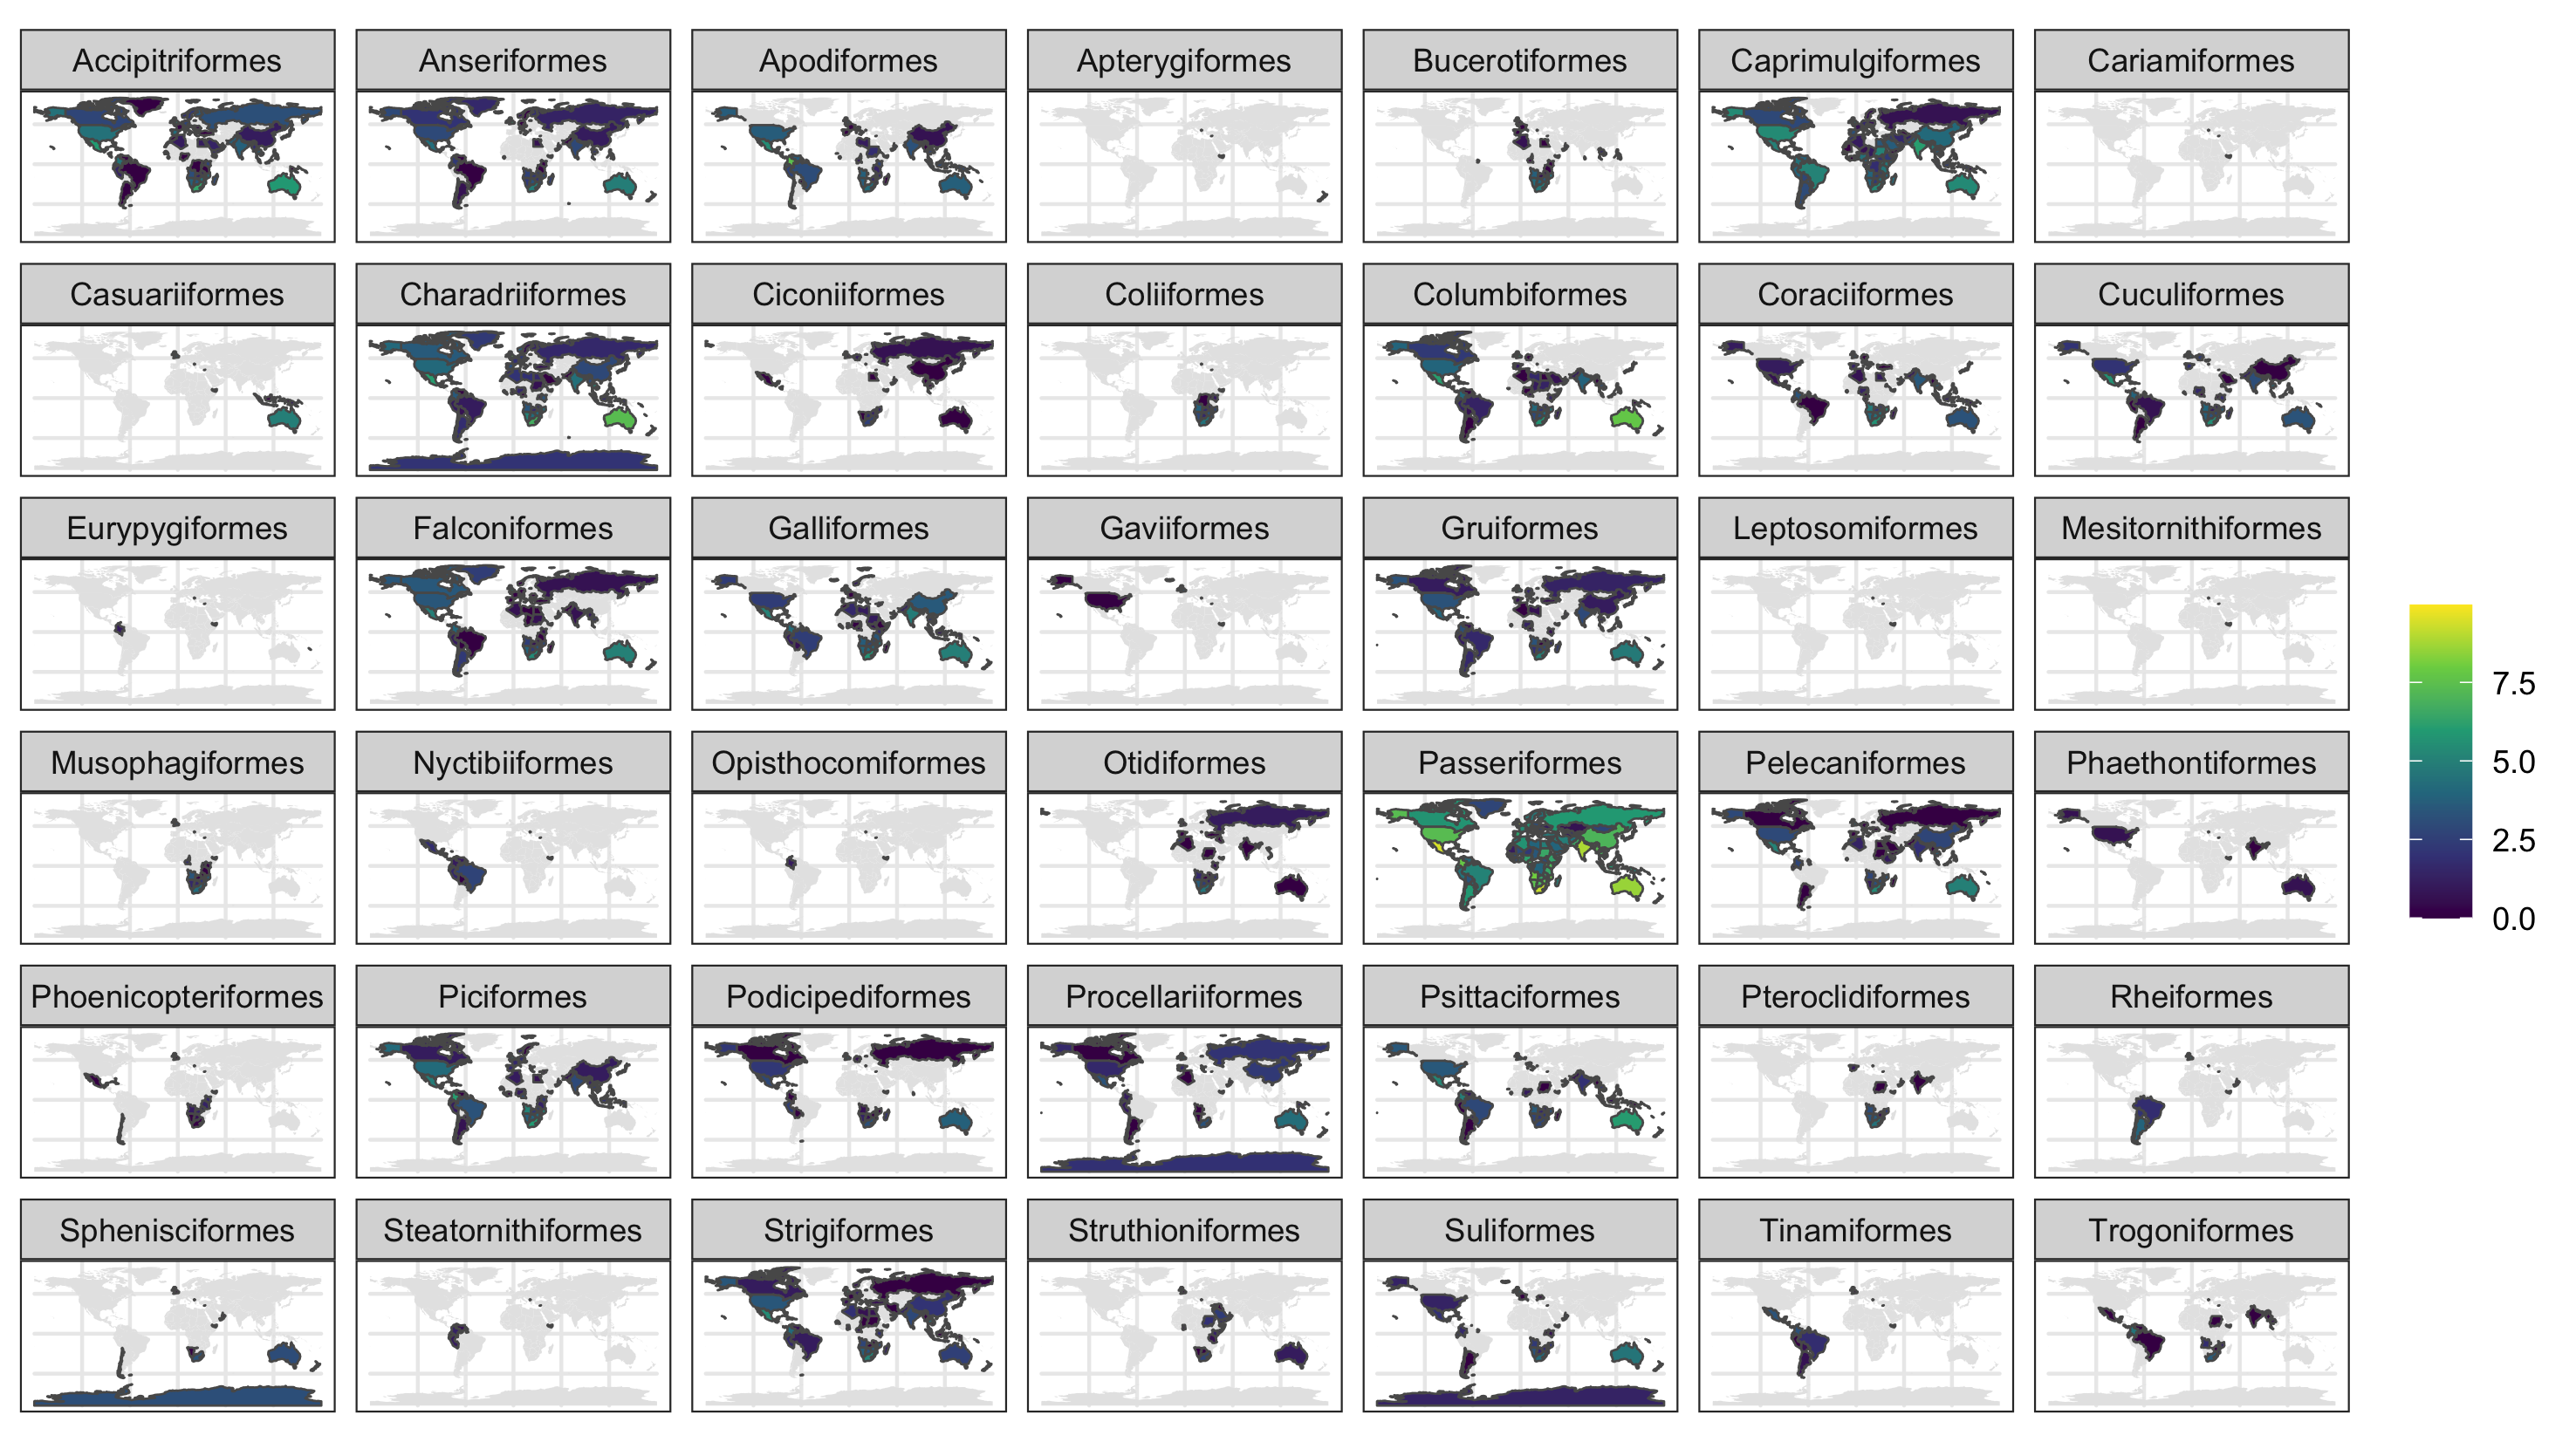 Accipitriformes
Anseriformes
Apodiformes
Apterygiformes
Bucerotiformes
Caprimulgiformes
Cariamiformes
Casuariiformes
Charadriiformes
Ciconiiformes
Coliiformes
Columbiformes
Coraciiformes
Cuculiformes
Eurypygiformes
Falconiformes
Galliformes
Gaviiformes
Gruiformes
Leptosomiformes
Mesitornithiformes
Musophagiformes
Nyctibiiformes
Opisthocomiformes
Otidiformes
Passeriformes
Pelecaniformes
Phaethontiformes
Phoenicopteriformes
Piciformes
Podicipediformes
Procellariiformes
Psittaciformes
Pteroclidiformes
Rheiformes
Sphenisciformes
Steatornithiformes
Strigiformes
Struthioniformes
Suliformes
Tinamiformes
Trogoniformes
7.5
5.0
2.5
0.0